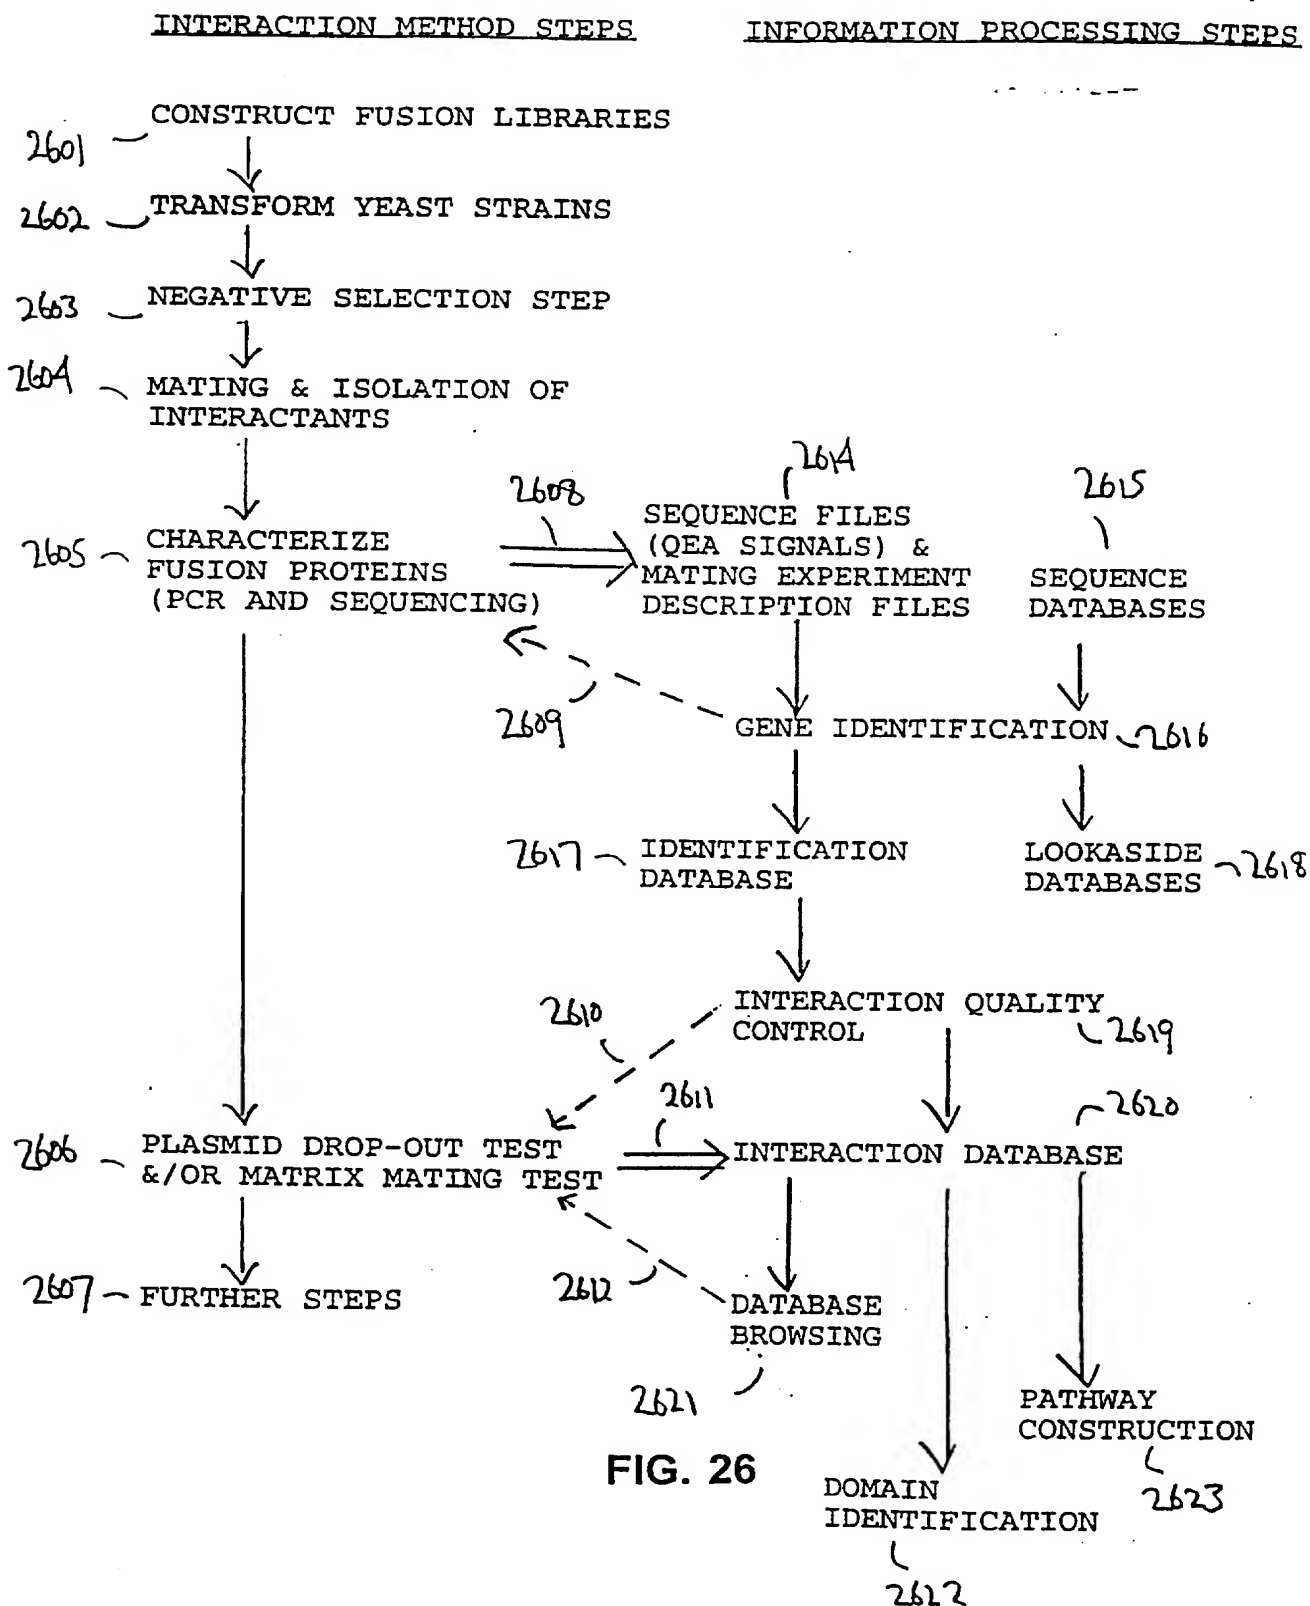 INTERACTION METHOD STEPS
INFORMATION PROCESSING STEPS
2601
CONSTRUCT FUSION LIBRARIES
2602
TRANSFORM YEAST STRAINS
2603
NEGATIVE SELECTION STEP
2604
MATING & ISOLATION OF
INTERACTANTS
2605
CHARACTERIZE
FUSION PROTEINS
(PCR AND SEQUENCING)
2608
2614
SEQUENCE FILES
(QEA SIGNALS) &
MATING EXPERIMENT
DESCRIPTION FILES
2615
SEQUENCE
DATABASES
2609
GENE IDENTIFICATION
2616
2617
IDENTIFICATION
DATABASE
LOOKASIDE
DATABASES
2618
2610
INTERACTION QUALITY
CONTROL
2619
2606
PLASMID DROP-OUT TEST
&/OR MATRIX MATING TEST
2611
INTERACTION DATABASE
2620
2607
FURTHER STEPS
2612
DATABASE
BROWSING
2621
PATHWAY
CONSTRUCTION
2623
FIG. 26
DOMAIN
IDENTIFICATION
2622